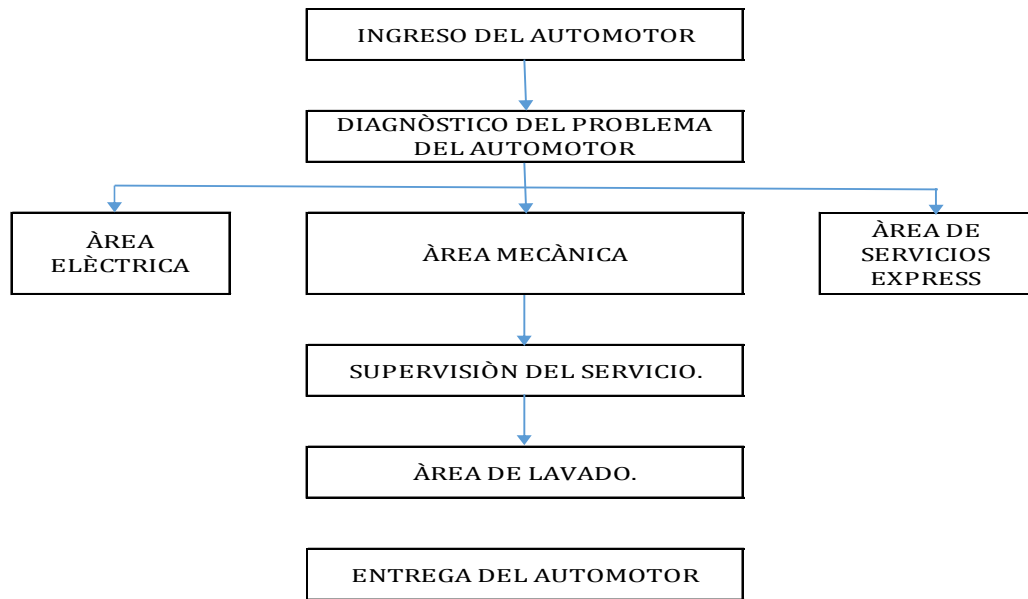 INGRESO DEL AUTOMOTOR
DIAGNÒSTICO DEL PROBLEMA
DEL AUTOMOTOR
ÀREA
ELÈCTRICA
ÀREA MECÀNICA
ÀREA DE
SERVICIOS
EXPRESS
SUPERVISIÒN DEL SERVICIO.
ÀREA DE LAVADO.
ENTREGA DEL AUTOMOTOR